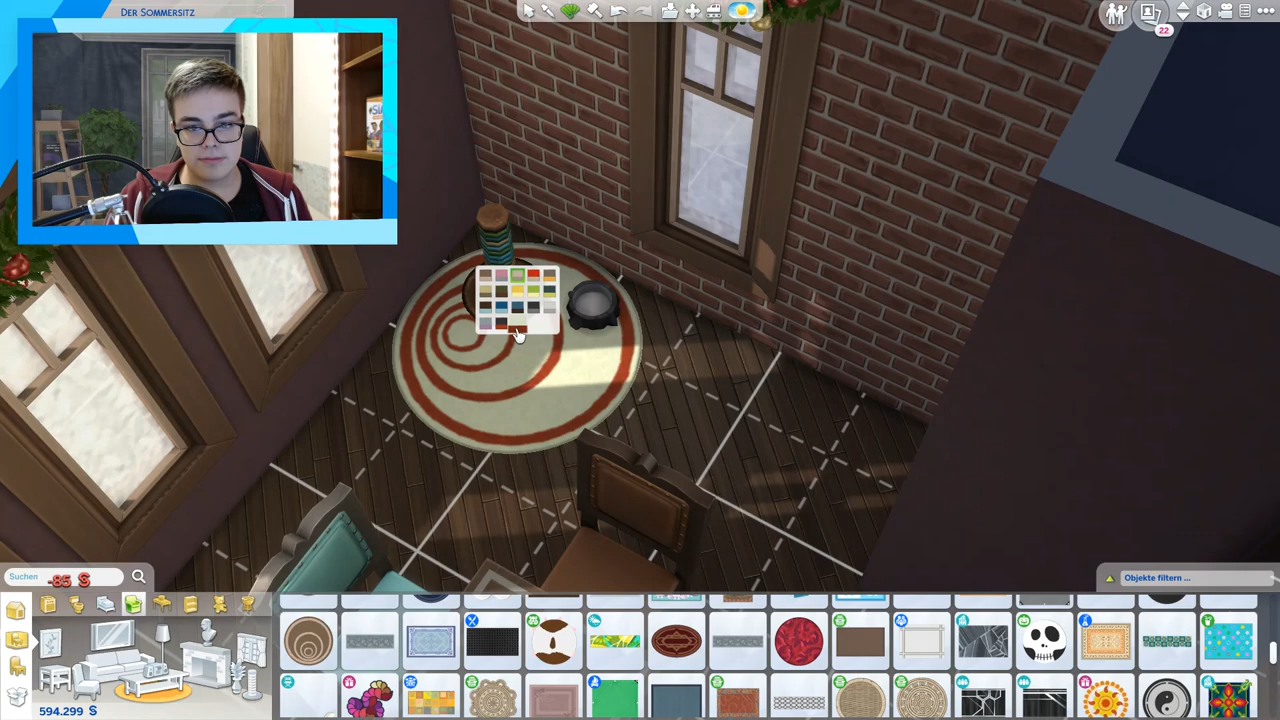 DER SOMMERSITZ
22
Suchen
-85 §
Objekte filtern ...
594.299 §